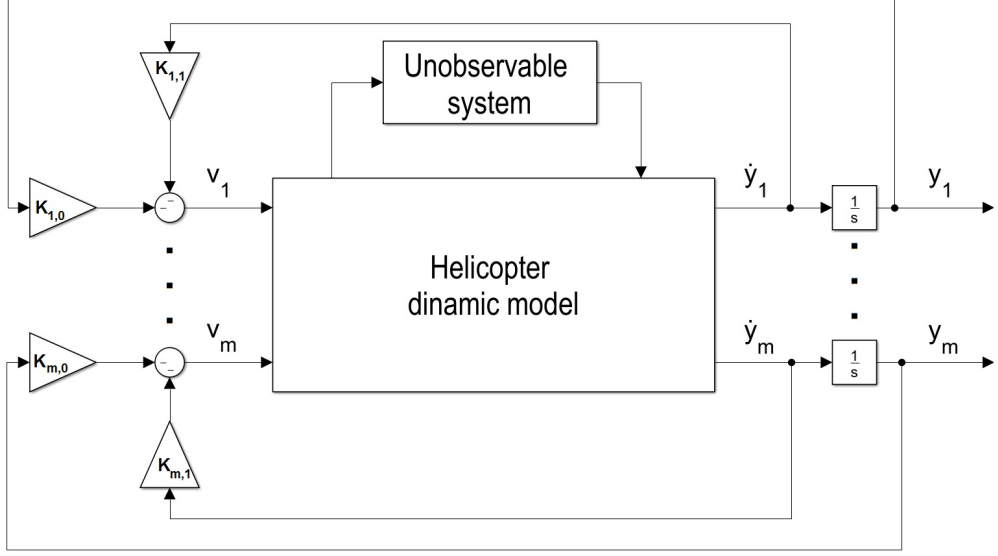 K1,1
Unobservable
system
v1
ẏ1
y1
K1,0
- -
1
s
Helicopter
dinamic model
vm
ẏm
ym
Km,0
- -
1
s
Km,1